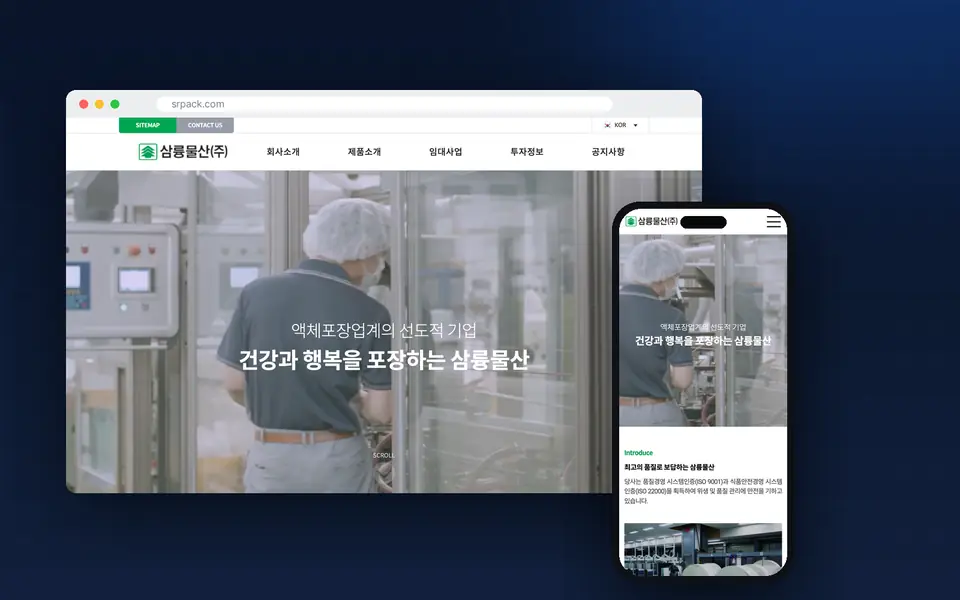 srpack.com
SITEMAP
CONTACT US
KOR
삼륭물산(주)
회사소개
제품소개
임대사업
투자정보
공지사항
액체포장업계의 선도적 기업
건강과 행복을 포장하는 삼륭물산
SCROLL
삼륭물산(주)
액체포장업계의 선도적 기업
건강과 행복을 포장하는 삼륭물산
Introduce
최고의 품질로 보답하는 삼륭물산
당사는 품질경영 시스템인증(ISO 9001)과 식품안전경영 시스템
인증(ISO 22000)을 획득하여 위생 및 품질 관리에 만전을 기하고
있습니다.